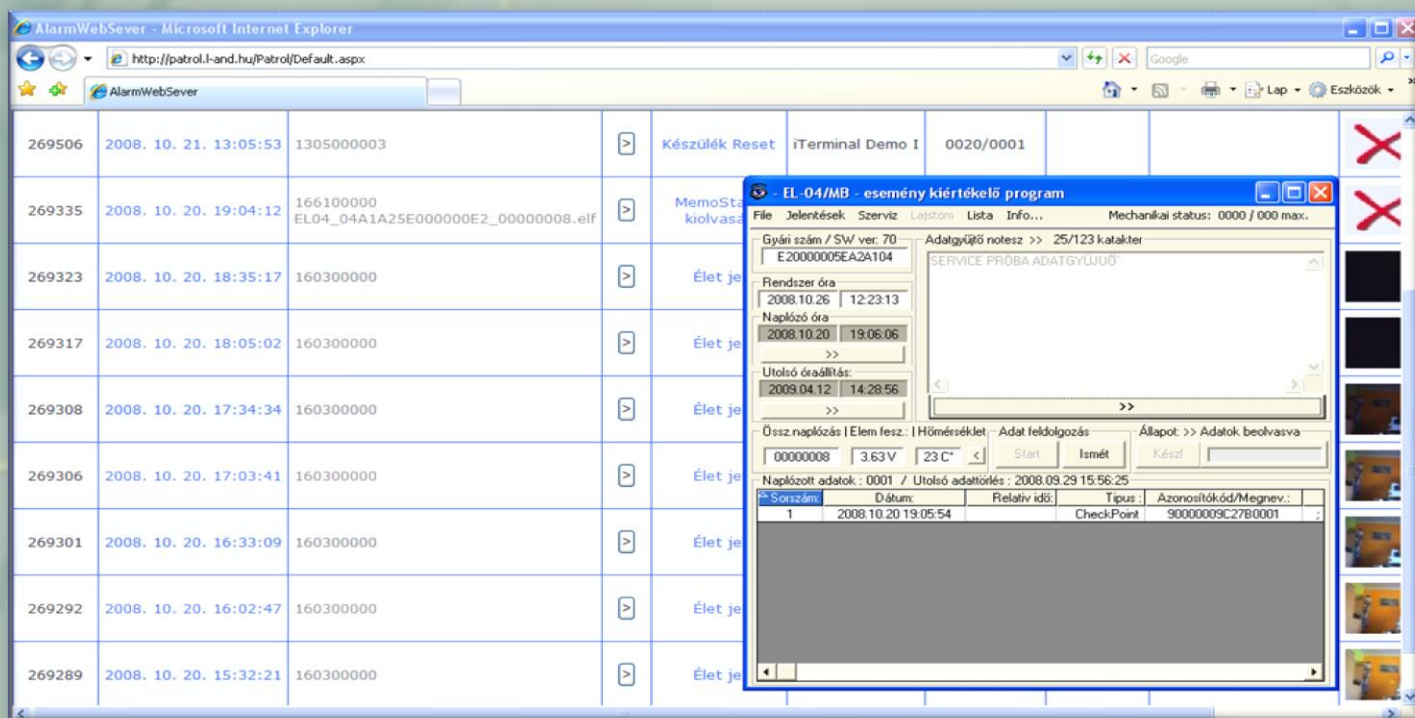 AlarmWebSever - Microsoft Internet Explorer
http://patrol.l-and.hu/Patrol/Default.aspx
Google
AlarmWebSever
Lap
Eszközök
269506 2008. 10. 21. 13:05:53 1305000003 > Készülék Reset iTerminal Demo I 0020/0001
269335 2008. 10. 20. 19:04:12 166100000 > MemoSta
EL04_04A1A25E000000E2_00000008.elf kiolvasá
269323 2008. 10. 20. 18:35:17 160300000 > Élet je
269317 2008. 10. 20. 18:05:02 160300000 > Élet je
269308 2008. 10. 20. 17:34:34 160300000 > Élet je
269306 2008. 10. 20. 17:03:41 160300000 > Élet je
269301 2008. 10. 20. 16:33:09 160300000 > Élet je
269292 2008. 10. 20. 16:02:47 160300000 > Élet je
269289 2008. 10. 20. 15:32:21 160300000 > Élet je
- EL-04/MB - esemény kiértékelő program
File Jelentések Szerviz Lajstom Lista Info... Mechanikai status: 0000 / 000 max.
Gyári szám / SW ver: 70
E20000005EA2A104
Adatgyűjtő notesz >> 25/123 katakter
SERVICE PRÓBA ADATGYÜJUÖ'
Rendszer óra
2008.10.26 12:23:13
Naplózó óra
2008.10.20 19:06:06
>>
Utolsó óraállítás:
2009.04.12 14:28:56
>>
>>
Össz.naplózás | Elem fesz.: | Hőmérséklet
00000008 3.63 V 23 C° <
Adat feldolgozás
Start Ismét
Állapot: >> Adatok beolvasva
Kész!
Naplózott adatok : 0001 / Utolsó adattörlés : 2008.09.29 15:56:25
Sorszám: Dátum: Relativ idő: Tipus : Azonosítókód/Megnev.:
1 2008.10.20 19:05:54 CheckPoint 90000009C27B0001 ;